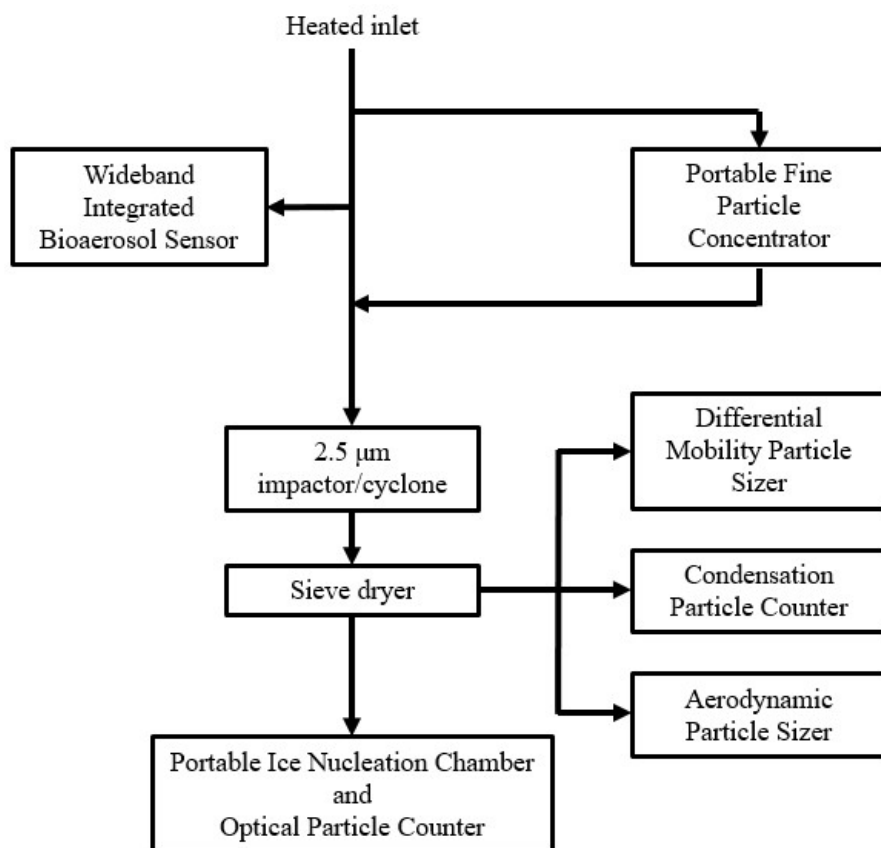 Heated inlet
Wideband
Integrated
Bioaerosol Sensor
Portable Fine
Particle
Concentrator
2.5 μm
impactor/cyclone
Differential
Mobility Particle
Sizer
Sieve dryer
Condensation
Particle Counter
Aerodynamic
Particle Sizer
Portable Ice Nucleation Chamber
and
Optical Particle Counter